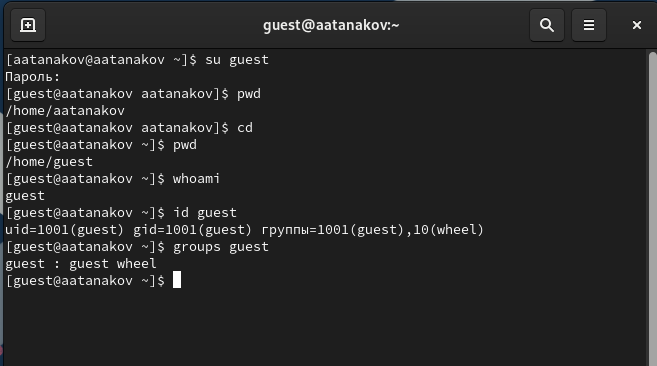 guest@aatanakov:~
[aatanakov@aatanakov ~]$ su guest
Пароль:
[guest@aatanakov aatanakov]$ pwd
/home/aatanakov
[guest@aatanakov aatanakov]$ cd
[guest@aatanakov ~]$ pwd
/home/guest
[guest@aatanakov ~]$ whoami
guest
[guest@aatanakov ~]$ id guest
uid=1001(guest) gid=1001(guest) группы=1001(guest),10(wheel)
[guest@aatanakov ~]$ groups guest
guest : guest wheel
[guest@aatanakov ~]$